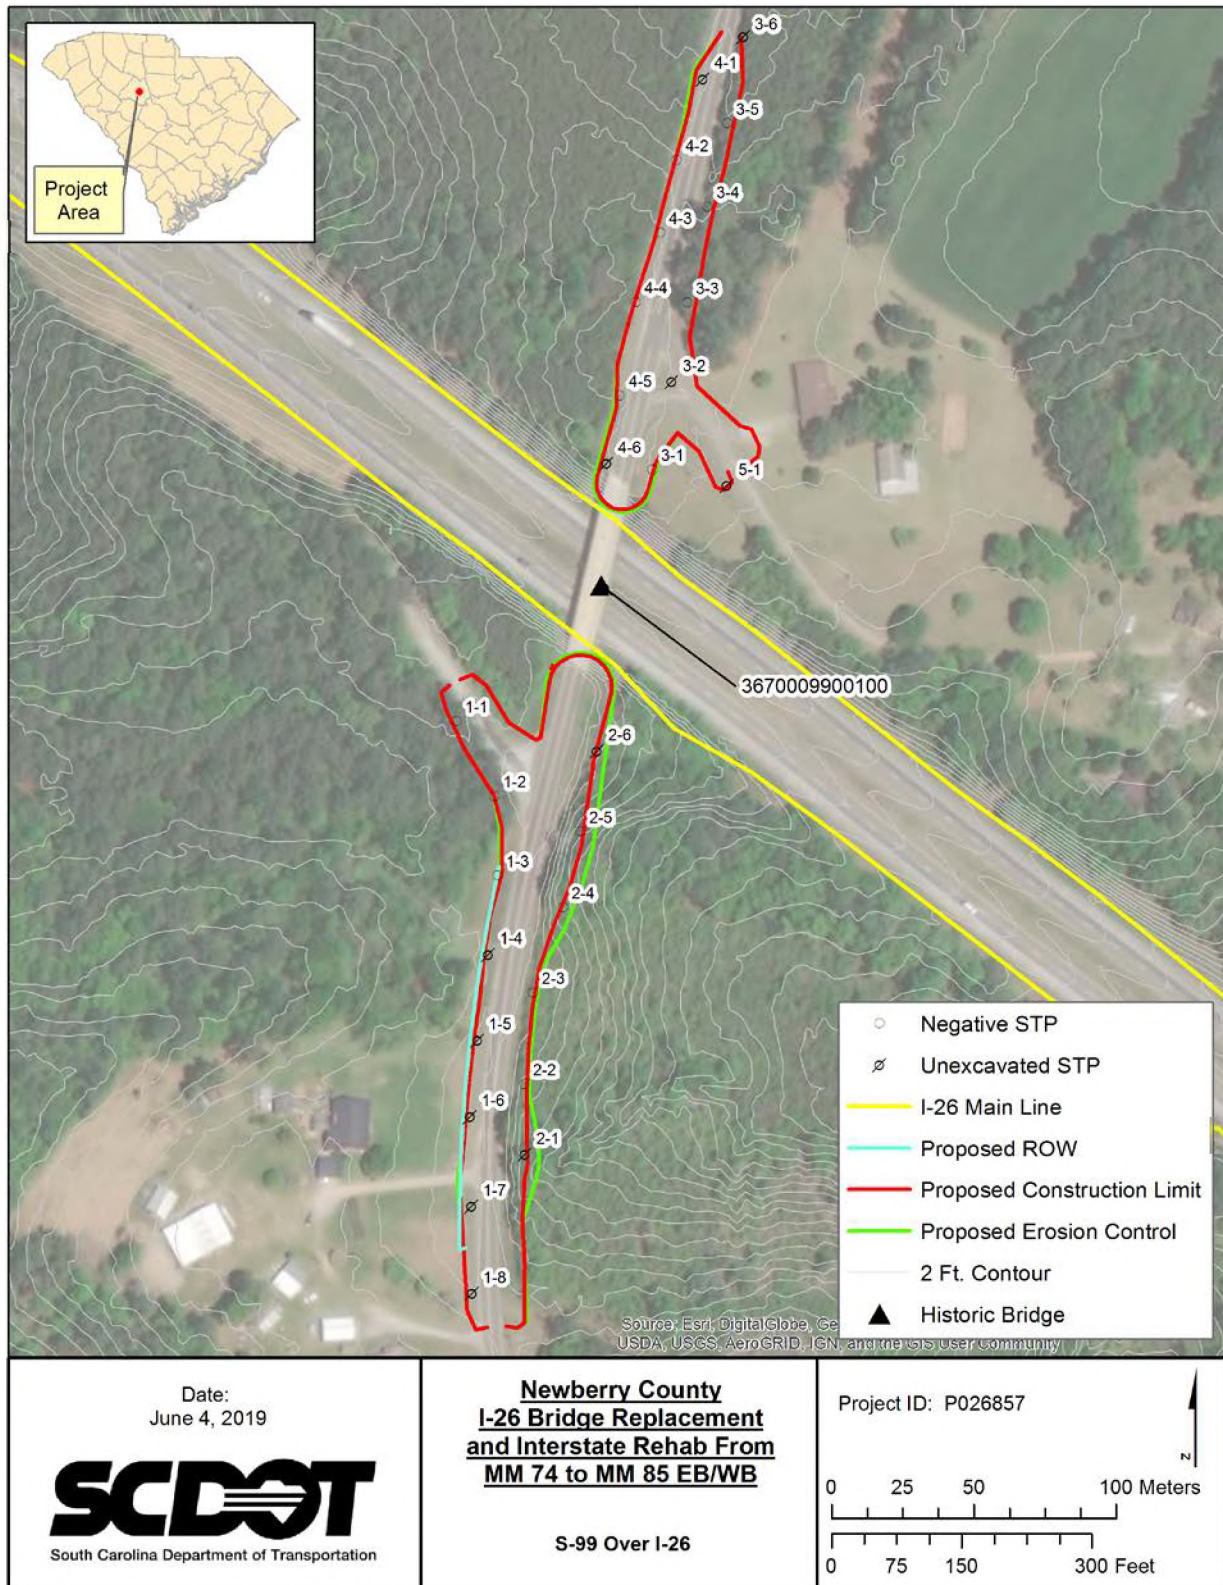 Project
Area
3-6
4-1
3-5
4-2
3-4
4-3
4-4
3-3
3-2
4-5
4-6
3-1
5-1
3670009900100
1-1
2-6
1-2
2-5
1-3
2-4
1-4
2-3
1-5
2-2
1-6
2-1
1-7
1-8
Negative STP
Unexcavated STP
I-26 Main Line
Proposed ROW
Proposed Construction Limit
Proposed Erosion Control
2 Ft. Contour
Historic Bridge
Source: Esri, DigitalGlobe, Ge
USDA, USGS, AeroGRID, IGN, and the GIS User Community
Date:
June 4, 2019
SCDOT
South Carolina Department of Transportation
Newberry County
I-26 Bridge Replacement
and Interstate Rehab From
MM 74 to MM 85 EB/WB
S-99 Over I-26
Project ID: P026857
N
0 25 50 100 Meters
0 75 150 300 Feet